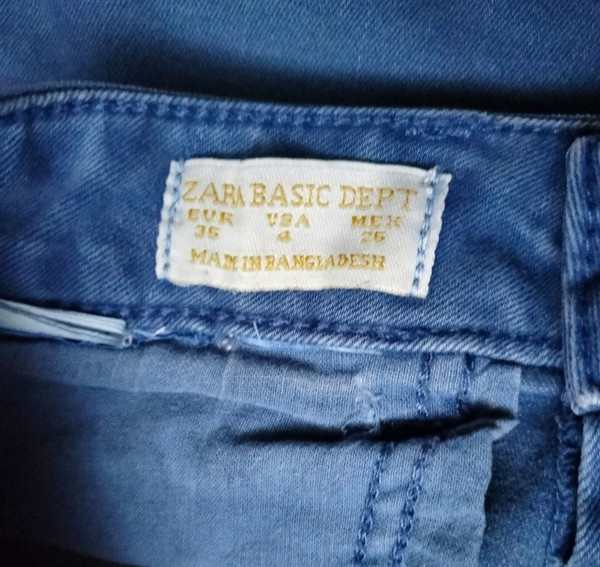 ZARA BASIC DEPT
EUR USA MEX
36 4 26
MADE IN BANGLADESH